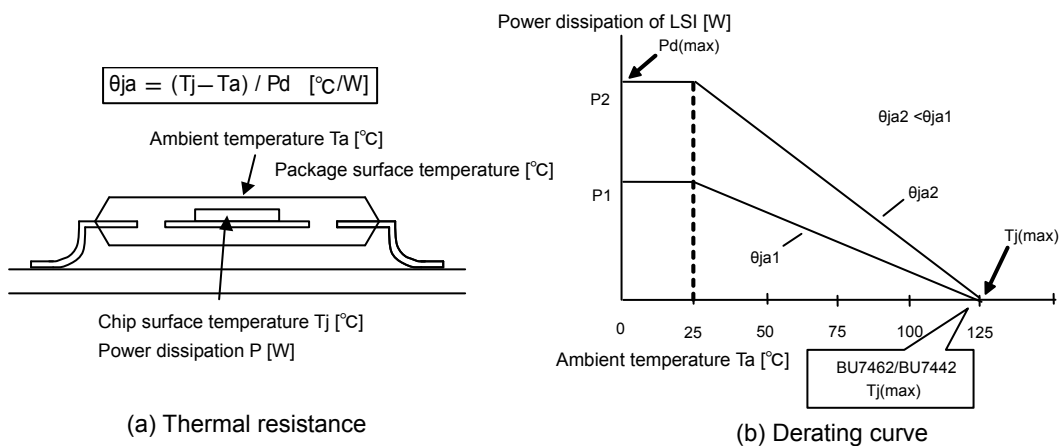 θja = (Tj－Ta) / Pd [℃/W]
Ambient temperature Ta [℃]
Package surface temperature [℃]
Chip surface temperature Tj [℃]
Power dissipation P [W]
(a) Thermal resistance
Power dissipation of LSI [W]
Pd(max)
P2
θja2 <θja1
P1
θja2
θja1
Tj(max)
0 25 50 75 100 125
Ambient temperature Ta [℃]
BU7462/BU7442
Tj(max)
(b) Derating curve